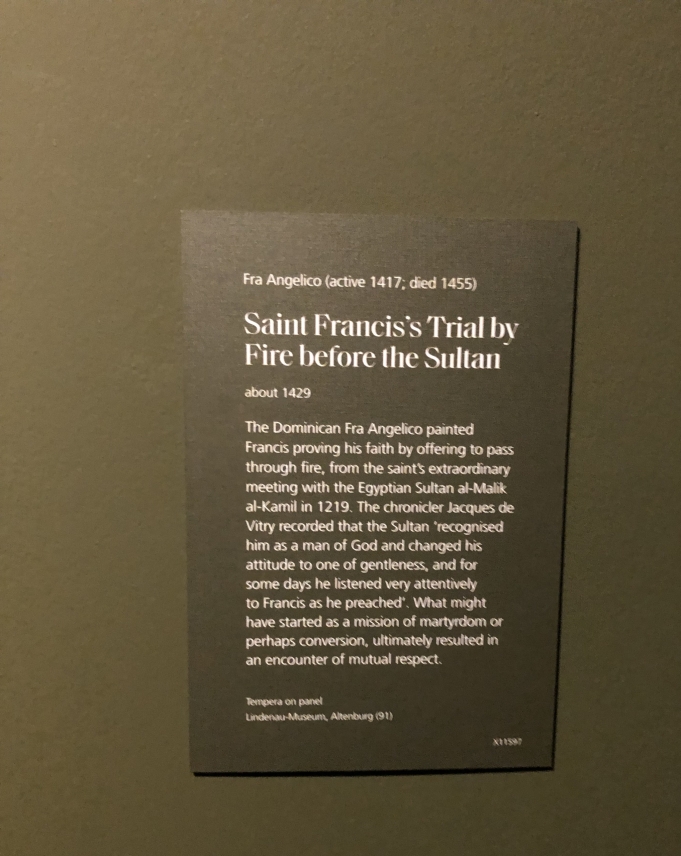 Fra Angelico (active 1417; died 1455)
Saint Francis's Trial by
Fire before the Sultan
about 1429
The Dominican Fra Angelico painted
Francis proving his faith by offering to pass
through fire, from the saint's extraordinary
meeting with the Egyptian Sultan al-Malik
al-Kamil in 1219. The chronicler Jacques de
Vitry recorded that the Sultan 'recognised
him as a man of God and changed his
attitude to one of gentleness, and for
some days he listened very attentively
to Francis as he preached'. What might
have started as a mission of martyrdom or
perhaps conversion, ultimately resulted in
an encounter of mutual respect.
Tempera on panel
Lindenau-Museum, Altenburg (91)
X11597